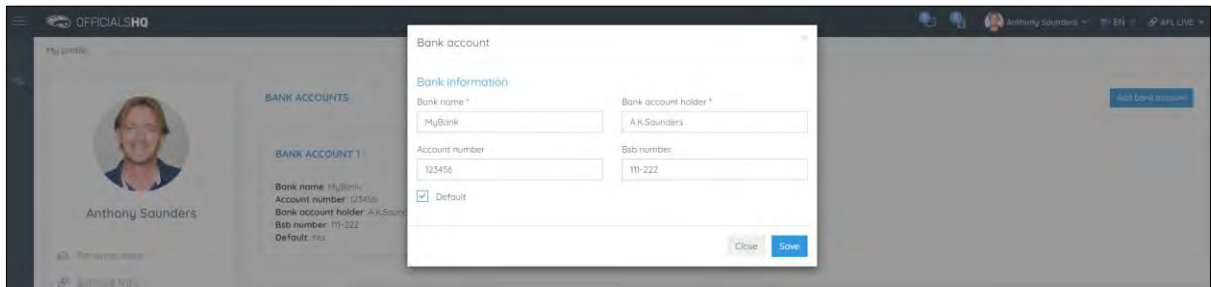 OFFICIALSHQ
Anthony Saunders
EN
AFL LIVE
My profile
Bank account
Bank information
Bank name *
Bank account holder *
MyBank
A.K.Saunders
Account number
Bsb number
123456
111-222
Default
Close
Save
BANK ACCOUNTS
Add bank account
BANK ACCOUNT 1
Bank name: MyBank
Account number: 123456
Bank account holder: A.K.Saund
Bsb number: 111-222
Default: Yes
Anthony Saunders